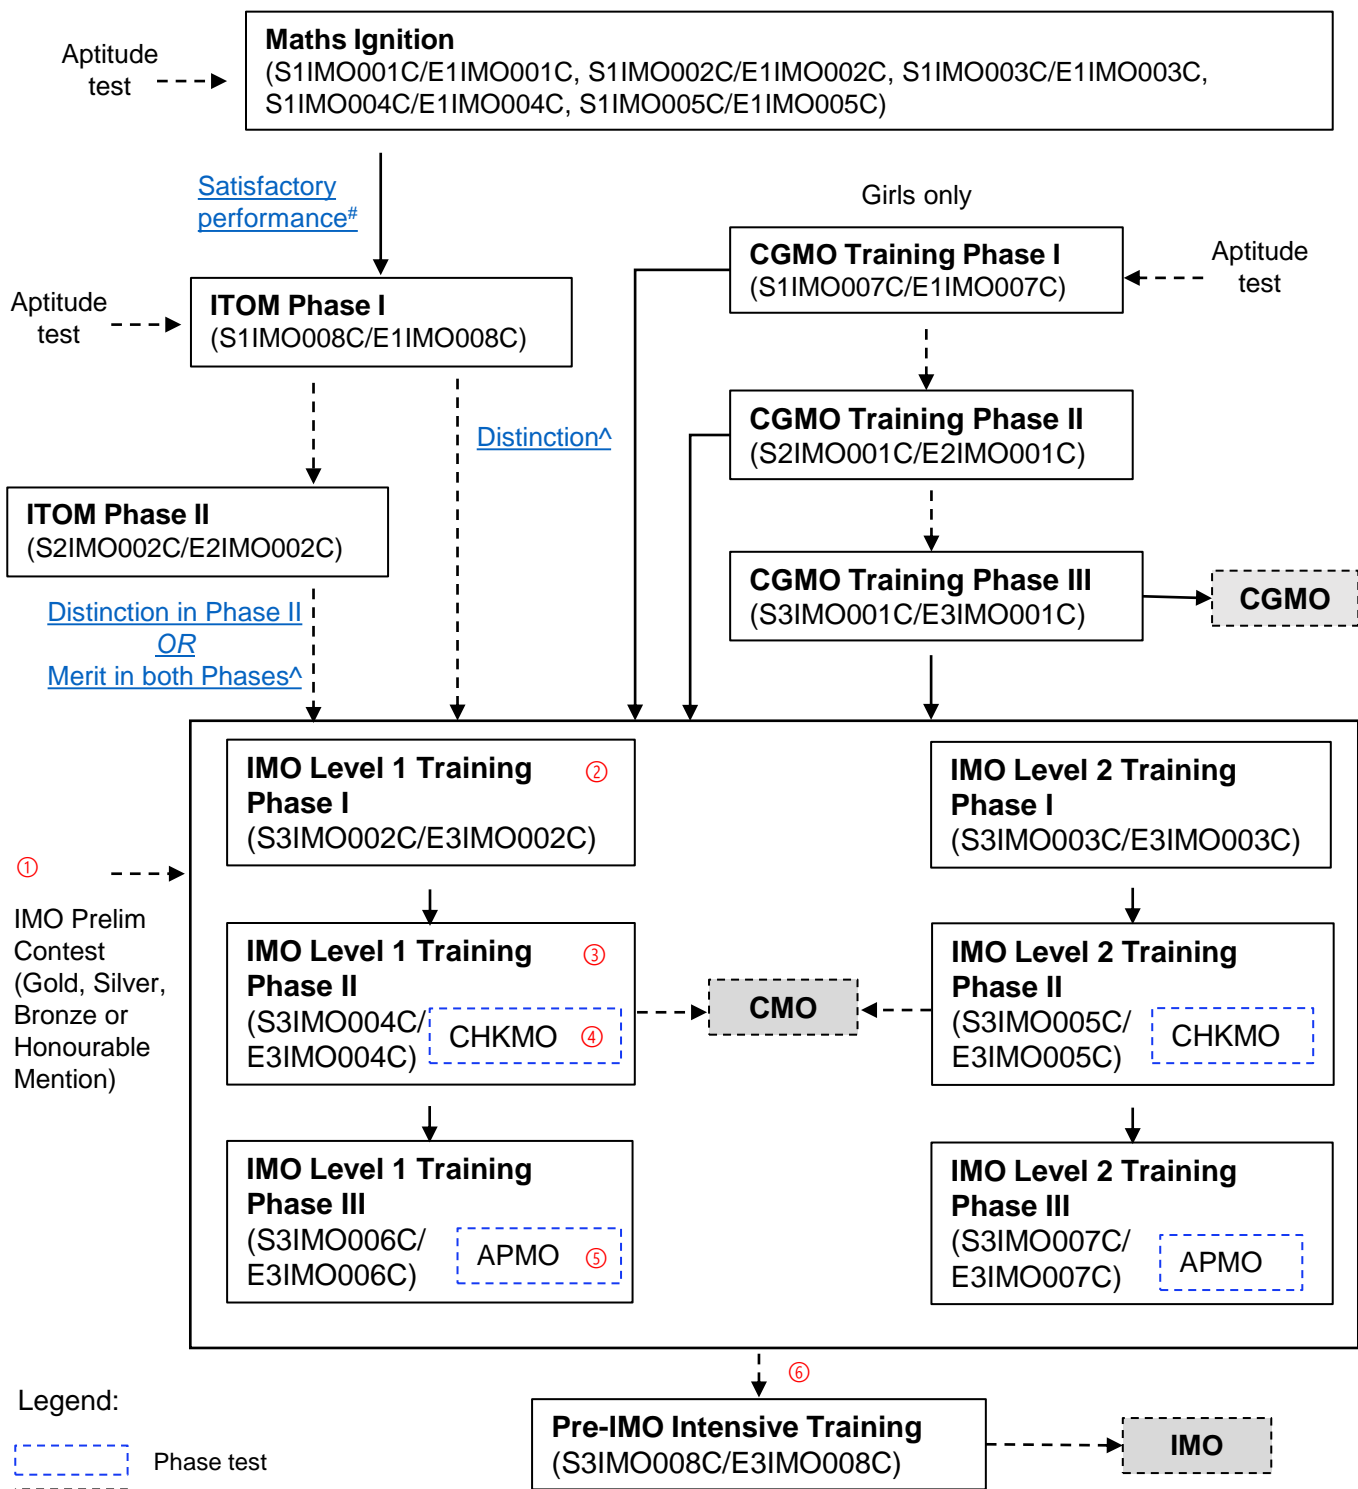 Maths Ignition
(S1IMO001C/E1IMO001C, S1IMO002C/E1IMO002C, S1IMO003C/E1IMO003C,
S1IMO004C/E1IMO004C, S1IMO005C/E1IMO005C)
Aptitude
test
Satisfactory
performance#
Girls only
CGMO Training Phase I
(S1IMO007C/E1IMO007C)
Aptitude
test
Aptitude
test
ITOM Phase I
(S1IMO008C/E1IMO008C)
Distinction^
CGMO Training Phase II
(S2IMO001C/E2IMO001C)
ITOM Phase II
(S2IMO002C/E2IMO002C)
CGMO Training Phase III
(S3IMO001C/E3IMO001C)
CGMO
Distinction in Phase II
OR
Merit in both Phases^
IMO Level 1 Training ②
Phase I
(S3IMO002C/E3IMO002C)
IMO Level 2 Training
Phase I
(S3IMO003C/E3IMO003C)
①
IMO Prelim
Contest
(Gold, Silver,
Bronze or
Honourable
Mention)
IMO Level 1 Training ③
Phase II
(S3IMO004C/
E3IMO004C)
CHKMO ④
CMO
IMO Level 2 Training
Phase II
(S3IMO005C/
E3IMO005C)
CHKMO
IMO Level 1 Training
Phase III
(S3IMO006C/
E3IMO006C)
APMO ⑤
IMO Level 2 Training
Phase III
(S3IMO007C/
E3IMO007C)
APMO
⑥
Legend:
Phase test
Pre-IMO Intensive Training
(S3IMO008C/E3IMO008C)
IMO